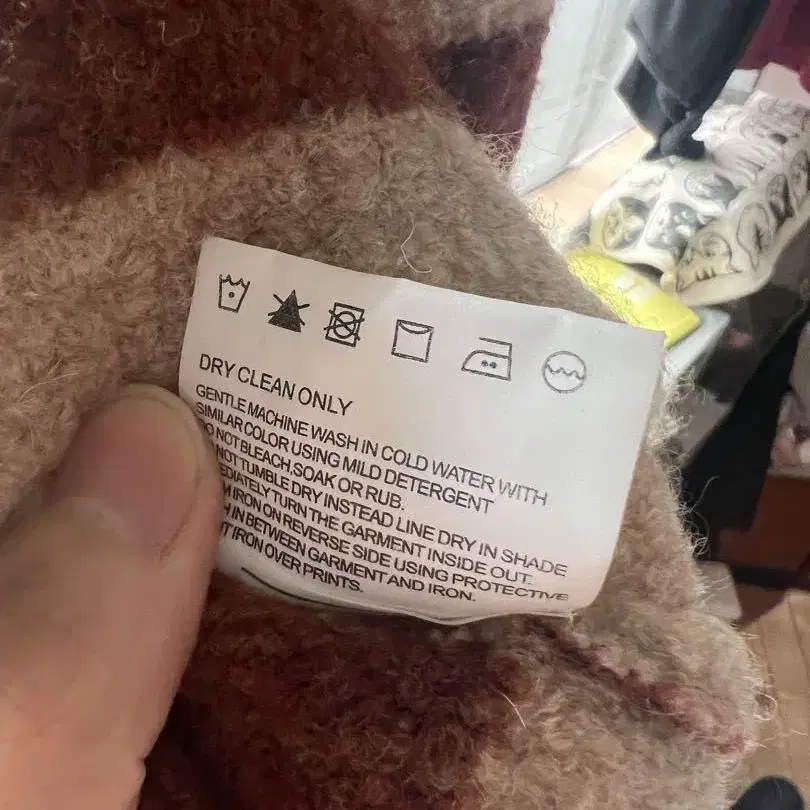 DRY CLEAN ONLY
GENTLE MACHINE WASH IN COLD WATER WITH
SIMILAR COLOR USING MILD DETERGENT
NOT BLEACH,SOAK OR RUB.
NOT TUMBLE DRY INSTEAD LINE DRY IN SHADE
TURN THE GARMENT INSIDE OUT.
IRON ON REVERSE SIDE USING PROTECTIVE
IN BETWEEN GARMENT AND IRON.
IRON OVER PRINTS.